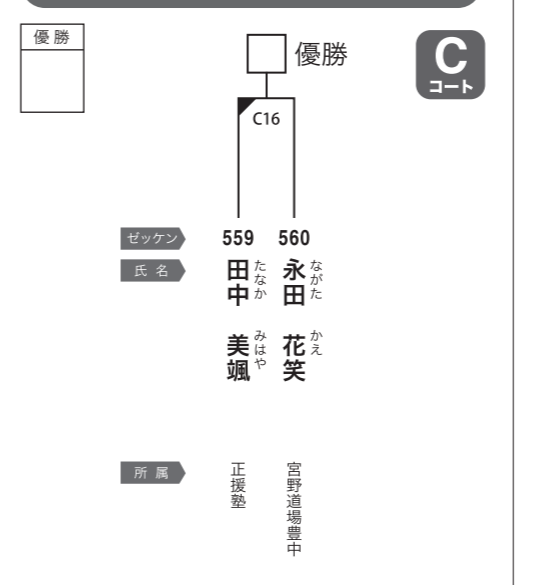 優勝
優勝
C
コート
C16
ゼッケン
559 560
氏名
田中 美颯
たなか みはや
永田 花笑
ながた かえ
所属
正援塾
宮野道場豊中